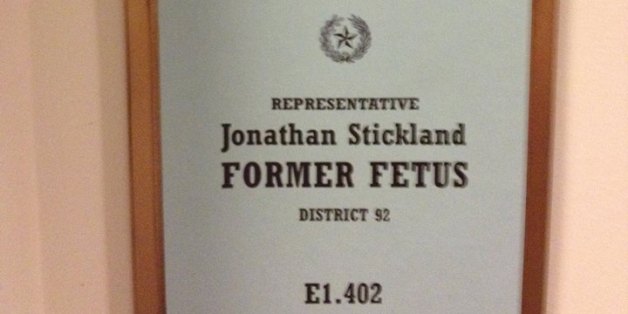 REPRESENTATIVE
Jonathan Stickland
FORMER FETUS
DISTRICT 92
E1.402